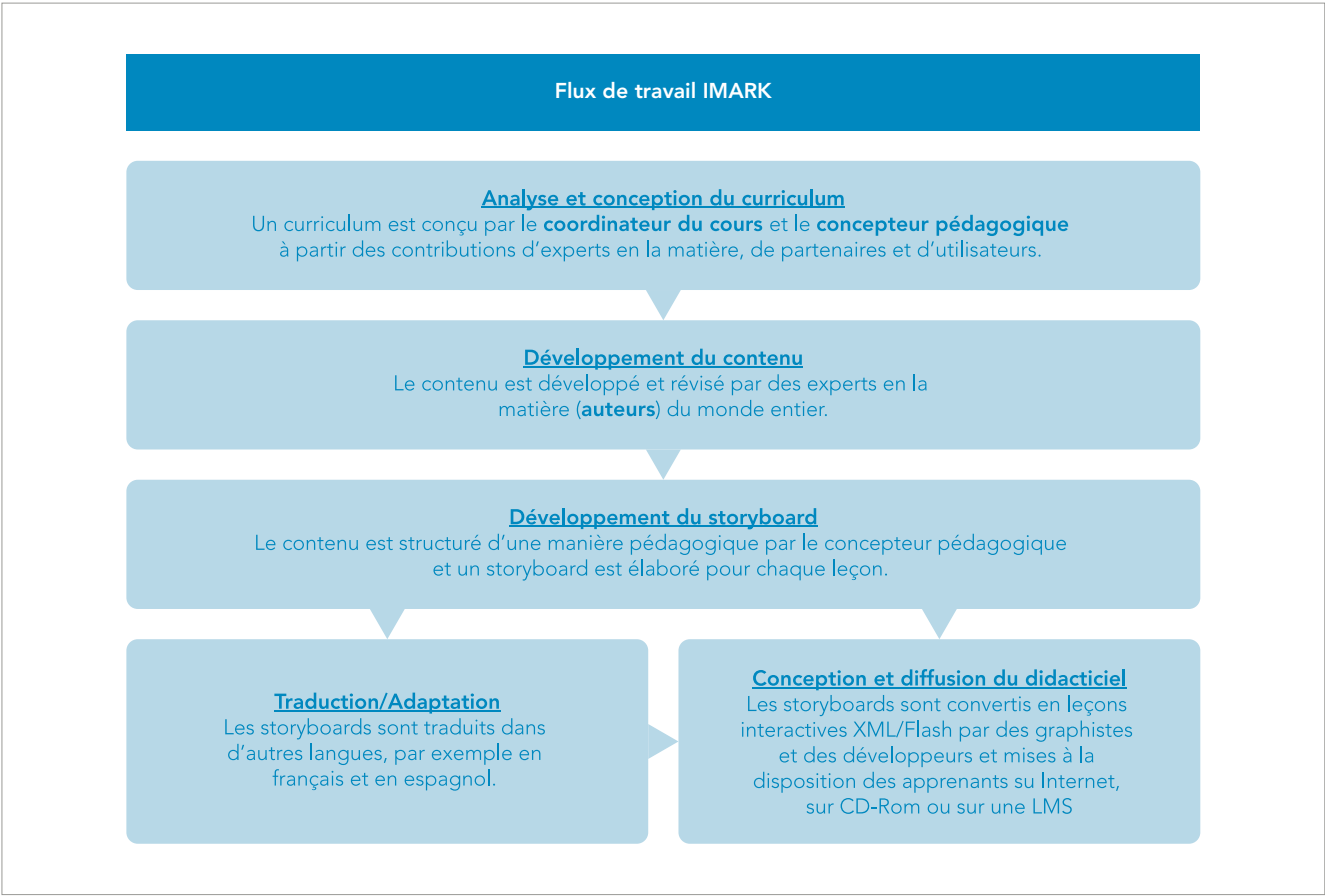 Flux de travail IMARK
Analyse et conception du curriculum
Un curriculum est conçu par le coordinateur du cours et le concepteur pédagogique
à partir des contributions d’experts en la matière, de partenaires et d’utilisateurs.
Développement du contenu
Le contenu est développé et révisé par des experts en la
matière (auteurs) du monde entier.
Développement du storyboard
Le contenu est structuré d’une manière pédagogique par le concepteur pédagogique
et un storyboard est élaboré pour chaque leçon.
Traduction/Adaptation
Les storyboards sont traduits dans
d’autres langues, par exemple en
français et en espagnol.
Conception et diffusion du didacticiel
Les storyboards sont convertis en leçons
interactives XML/Flash par des graphistes
et des développeurs et mises à la
disposition des apprenants su Internet,
sur CD-Rom ou sur une LMS